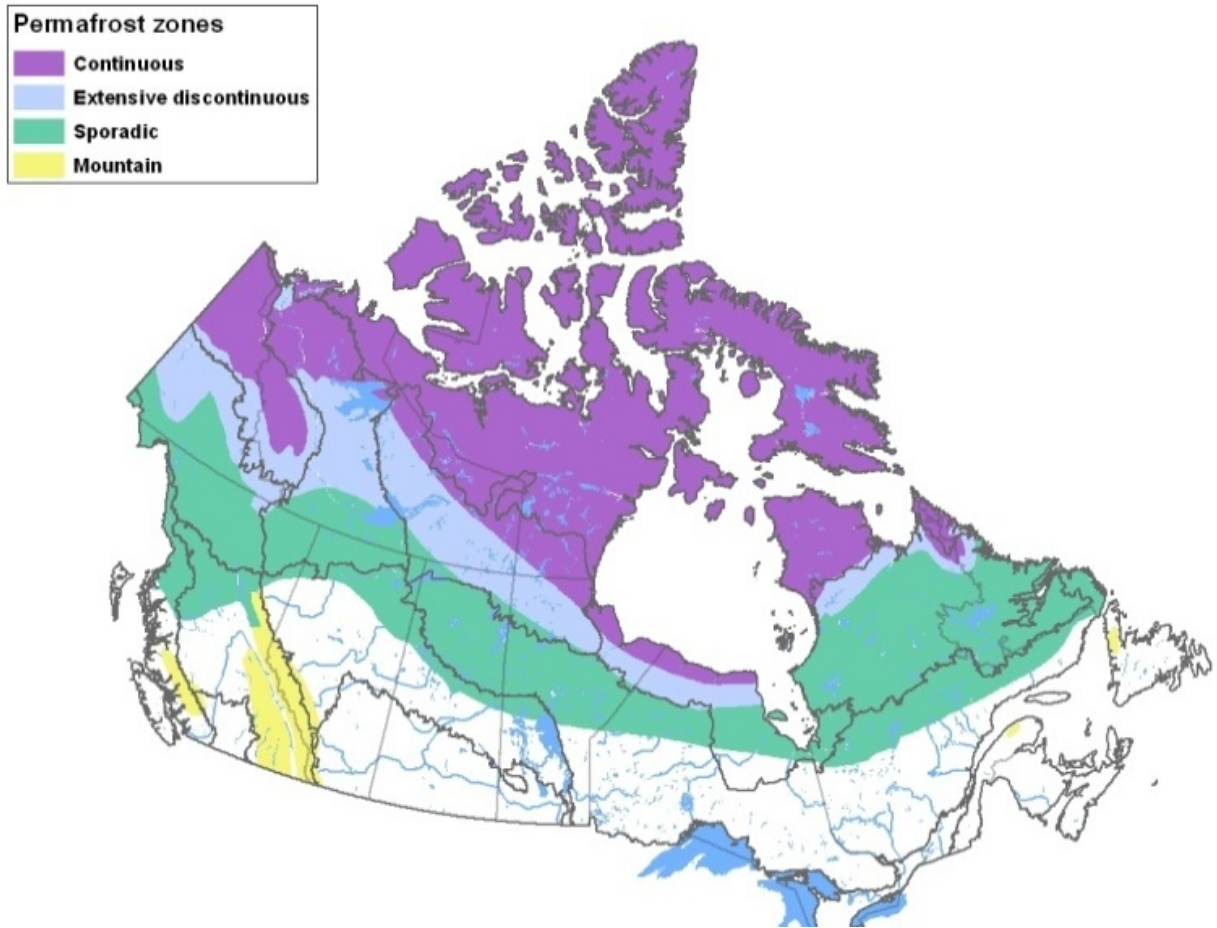 Permafrost zones
Continuous
Extensive discontinuous
Sporadic
Mountain